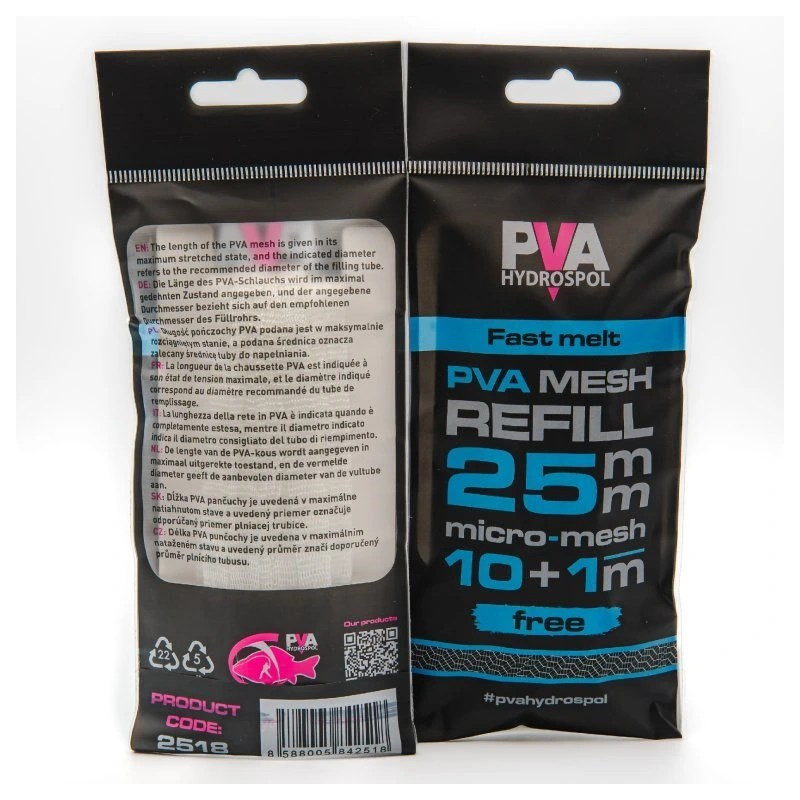 EN: The length of the PVA mesh is given in its
maximum stretched state, and the indicated diameter
refers to the recommended diameter of the filling tube.
DE: Die Länge des PVA-Schlauchs wird im maximal
gedehnten Zustand angegeben, und der angegebene
Durchmesser bezieht sich auf den empfohlenen
Durchmesser des Füllrohrs.
PL: Długość pończochy PVA podana jest w maksymalnie
rozciągniętym stanie, a podana średnica oznacza
zalecany średnicę tuby do napełniania.
FR: La longueur de la chaussette PVA est indiquée à
son état de tension maximale, et le diamètre indiqué
correspond au diamètre recommandé du tube de
remplissage.
IT: La lunghezza della rete in PVA è indicata quando è
completamente estesa, mentre il diametro indicato
indica il diametro consigliato del tubo di riempimento.
NL: De lengte van de PVA-kous wordt aangegeven in
maximaal uitgerekte toestand, en de vermelde
diameter geeft de aanbevolen diameter van de vultube
aan.
SK: Dĺžka PVA pančuchy je uvedená v maximálne
natiahnutom stave a uvedený priemer označuje
odporúčaný priemer plniacej trubice.
CZ: Délka PVA punčochy je uvedena v maximálním
nataženém stavu a uvedený průměr značí doporučený
průměr plnícího tubusu.
22
5
PVA
HYDROSPOL
Our products
PRODUCT
CODE:
2518
8 588005 842518
PVA
HYDROSPOL
Fast melt
PVA MESH
REFILL
25mm
micro-mesh
10+1m
free
#pvahydrospol